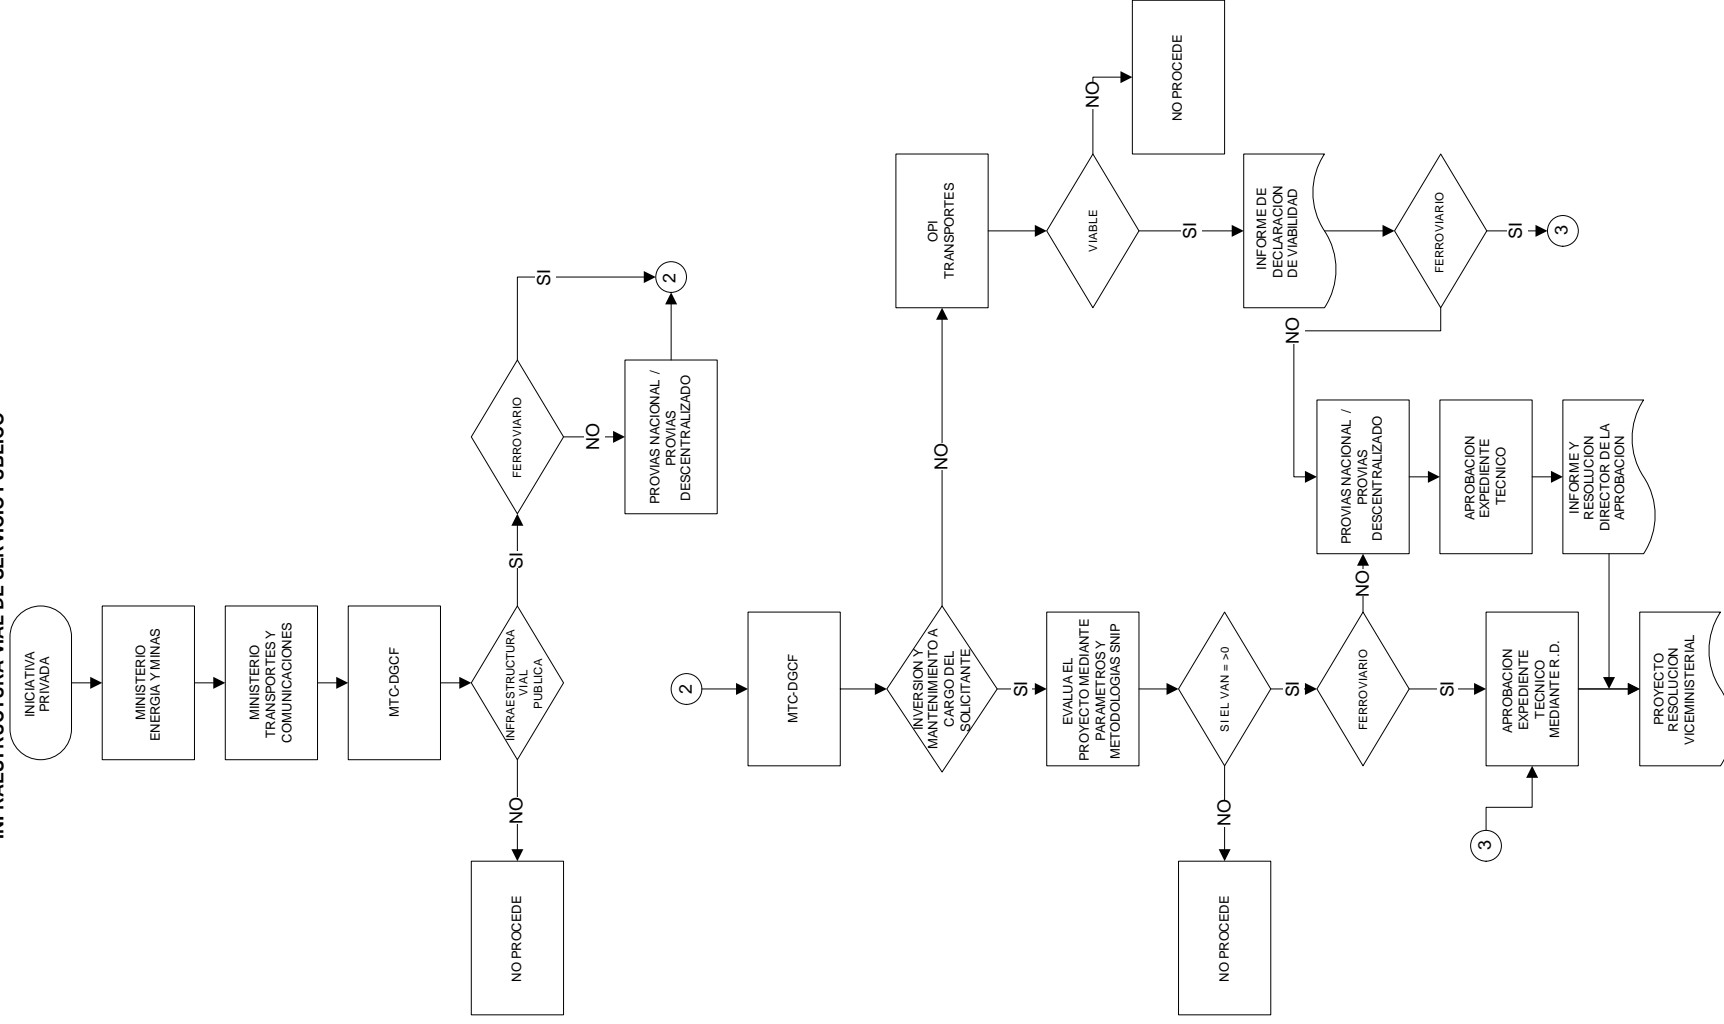 INFRAESTRUCTURA VIAL DE SERVICIO PUBLICO
INICIATIVA
PRIVADA
MINISTERIO
ENERGIA Y MINAS
MINISTERIO
TRANSPORTES Y
COMUNICACIONES
MTC-DGCF
INFRAESTRUCTURA
VIAL
PUBLICA
NO
NO PROCEDE
SI
FERROVIARIO
SI
NO
PROVIAS NACIONAL /
PROVIAS
DESCENTRALIZADO
2
2
MTC-DGCF
INVERSION Y
MANTENIMIENTO A
CARGO DEL
SOLICITANTE
NO
OPI
TRANSPORTES
VIABLE
NO
NO PROCEDE
SI
INFORME DE
DECLARACION
DE VIABILIDAD
FERROVIARIO
SI
3
NO
SI
EVALUA EL
PROYECTO MEDIANTE
PARAMETROS Y
METODOLOGIAS SNIP
SI EL VAN = >0
NO
NO PROCEDE
SI
FERROVIARIO
NO
PROVIAS NACIONAL /
PROVIAS
DESCENTRALIZADO
APROBACION
EXPEDIENTE
TECNICO
INFORME Y
RESOLUCION
DIRECTOR DE LA
APROBACION
SI
3
APROBACION
EXPEDIENTE
TECNICO
MEDIANTE R.D.
PROYECTO
RESOLUCION
VICEMINISTERIAL